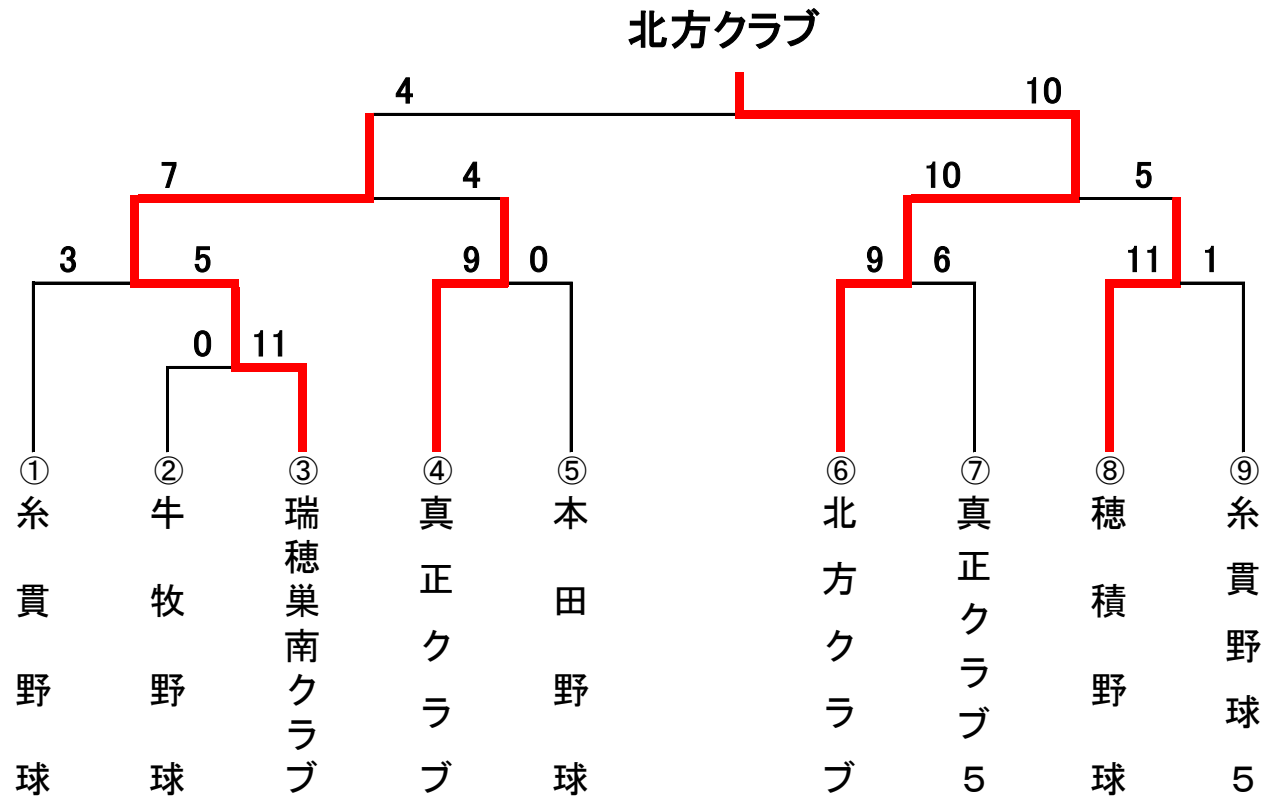 北方クラブ
4 10
7 4 10 5
3 5 9 0 9 6 11 1
0 11
① ② ③ ④ ⑤ ⑥ ⑦ ⑧ ⑨
糸貫野球
牛牧野球
瑞穂巣南クラブ
真正クラブ
本田野球
北方クラブ
真正クラブ５
穂積野球
糸貫野球５